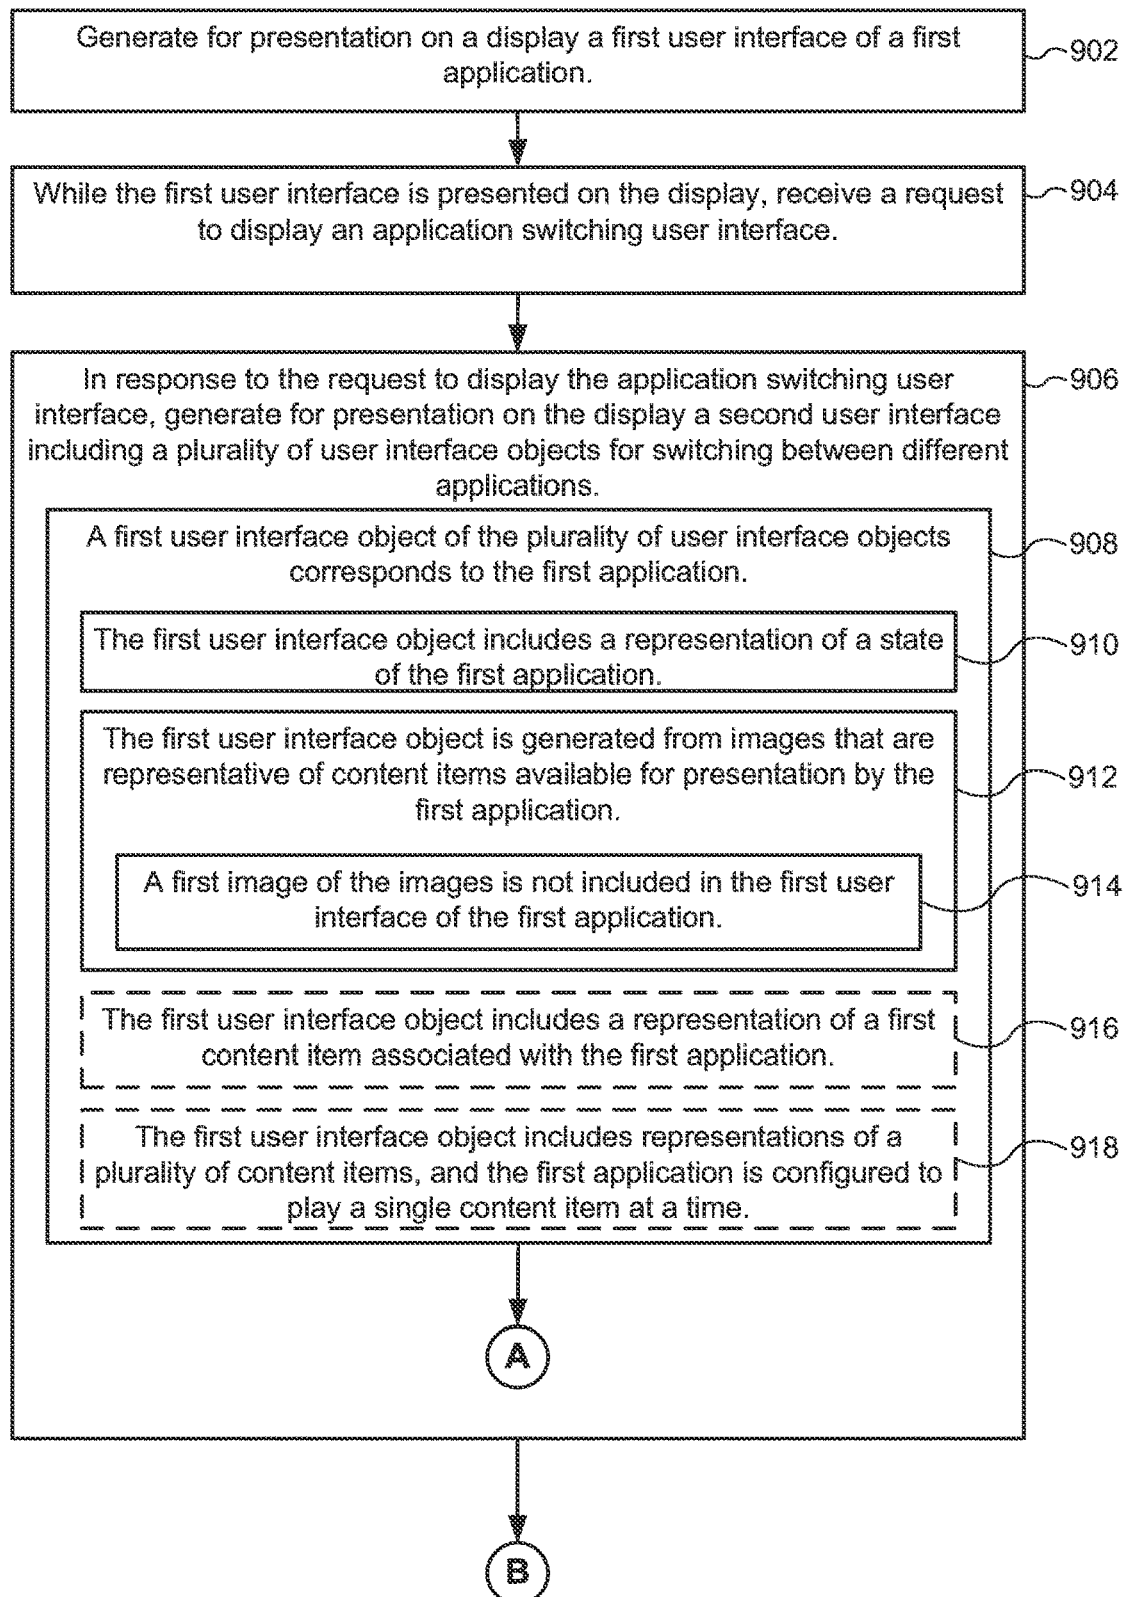 Generate for presentation on a display a first user interface of a first
application.
902
While the first user interface is presented on the display, receive a request
to display an application switching user interface.
904
In response to the request to display the application switching user
interface, generate for presentation on the display a second user interface
including a plurality of user interface objects for switching between different
applications.
906
A first user interface object of the plurality of user interface objects
corresponds to the first application.
908
The first user interface object includes a representation of a state
of the first application.
910
The first user interface object is generated from images that are
representative of content items available for presentation by the
first application.
912
A first image of the images is not included in the first user
interface of the first application.
914
The first user interface object includes a representation of a first
content item associated with the first application.
916
The first user interface object includes representations of a
plurality of content items, and the first application is configured to
play a single content item at a time.
918
A
B